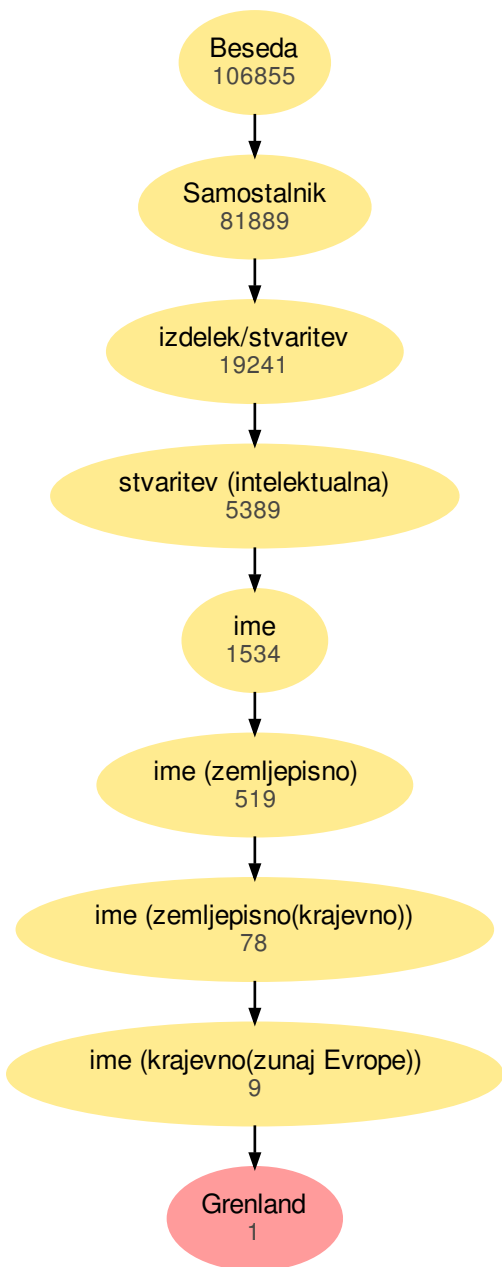 Beseda
106855
Samostalnik
81889
izdelek/stvaritev
19241
stvaritev (intelektualna)
5389
ime
1534
ime (zemljepisno)
519
ime (zemljepisno(krajevno))
78
ime (krajevno(zunaj Evrope))
9
Grenland
1